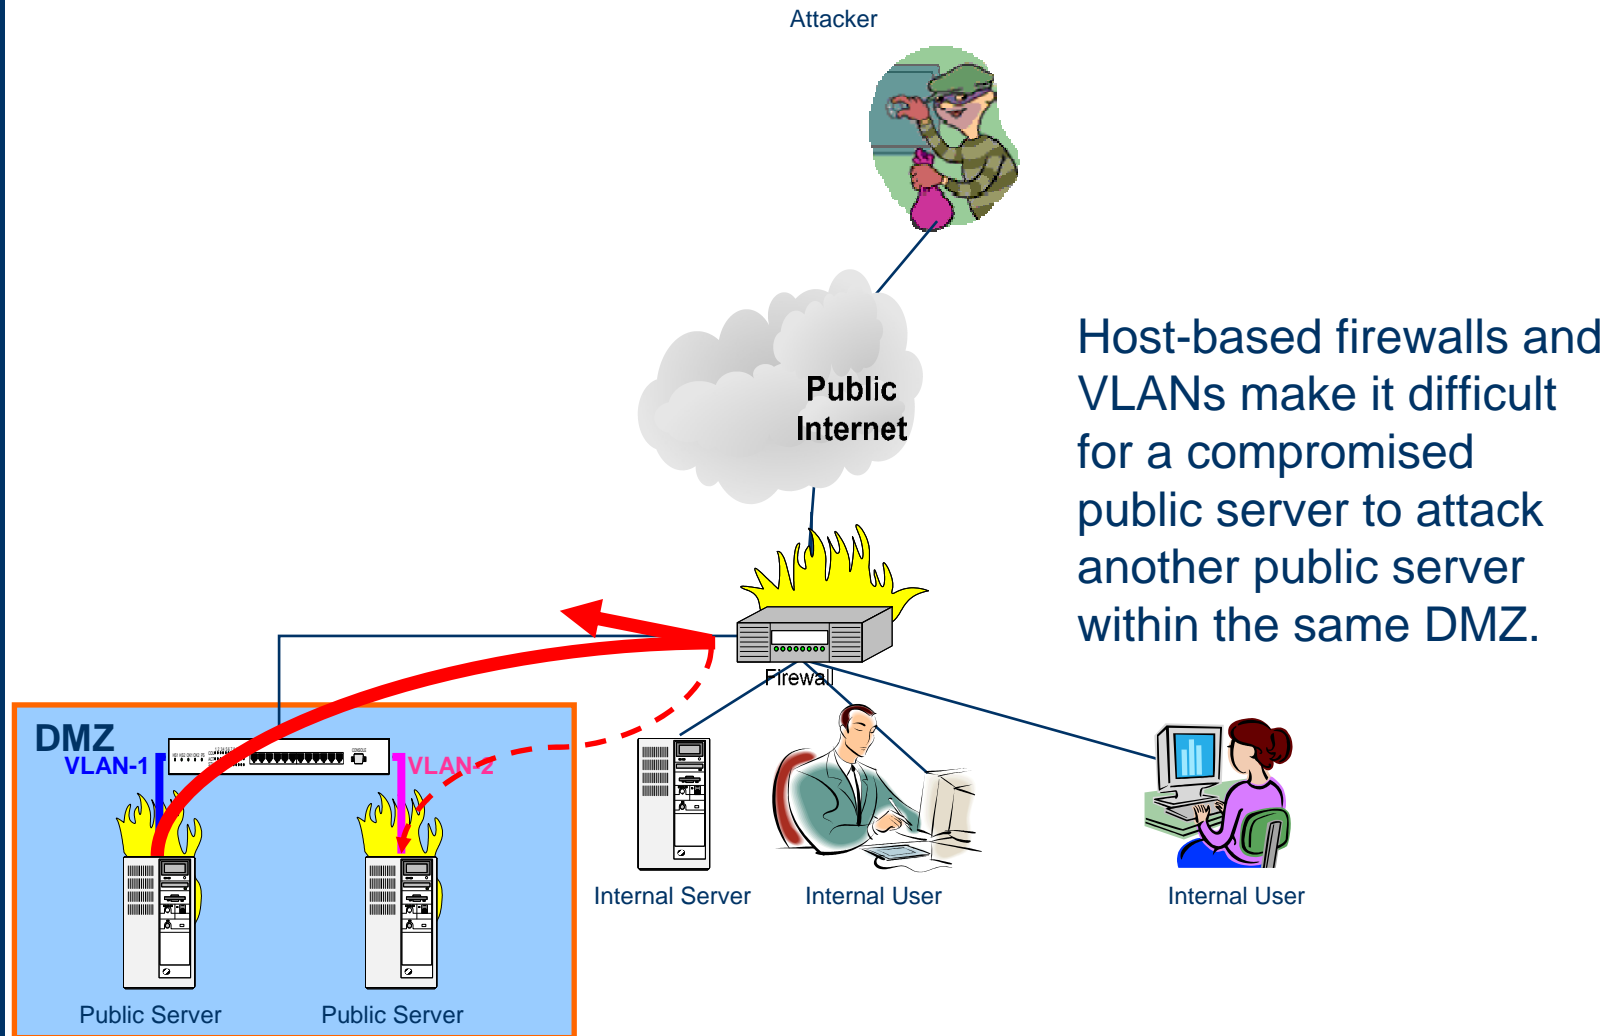 Attacker
Public
Internet
Host-based firewalls and
VLANs make it difficult
for a compromised
public server to attack
another public server
within the same DMZ.
Firewall
DMZ
VLAN-1
CONSOLE
VLAN-2
Internal Server
Internal User
Internal User
Public Server
Public Server